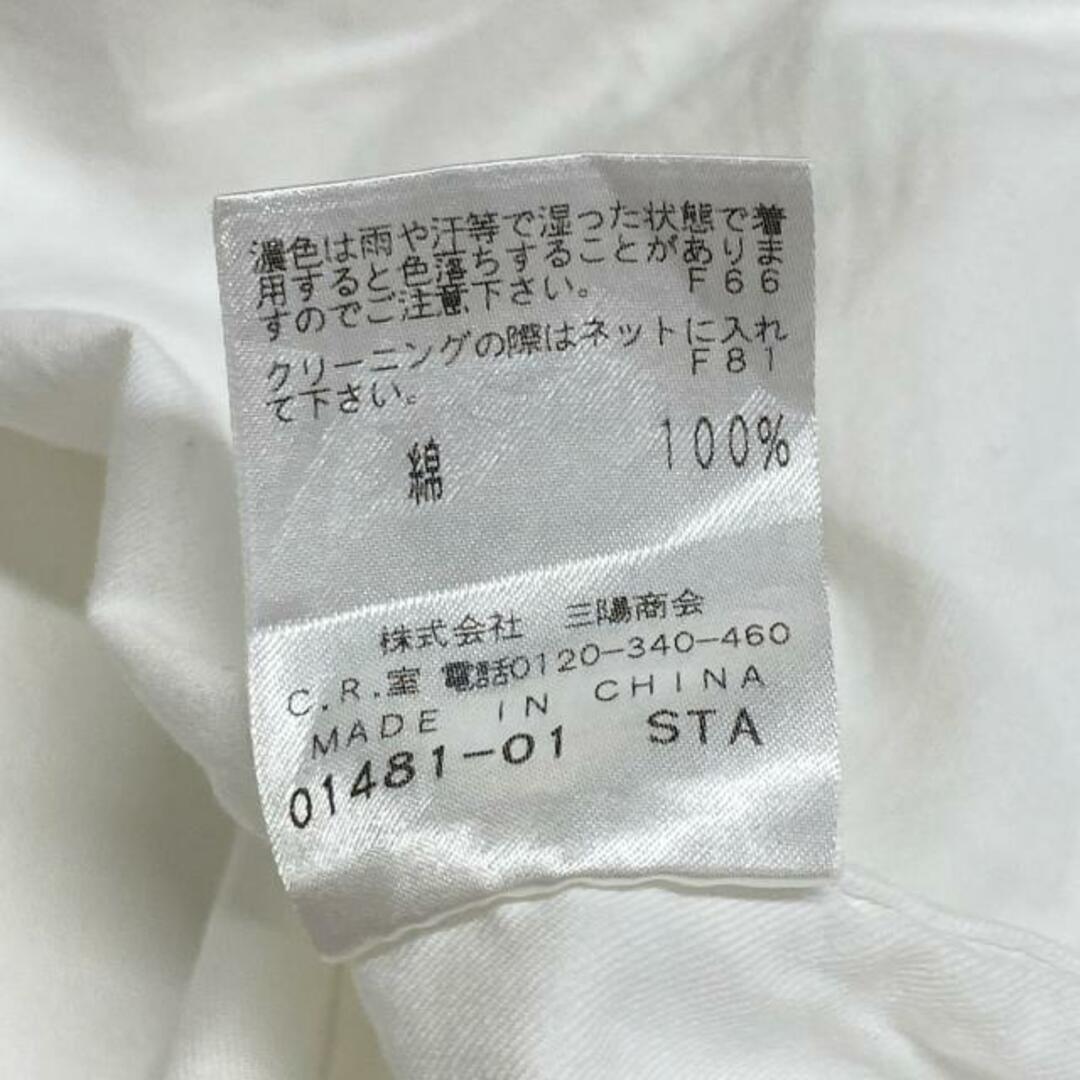 濃色は雨や汗等で湿った状態で着
用すると色落ちすることがありま
すのでご注意下さい。 F66
クリーニングの際はネットに入れ
て下さい。 F81
綿 100%
株式会社 三陽商会
C.R.室 電話0120-340-460
MADE IN CHINA
01481-01 STA